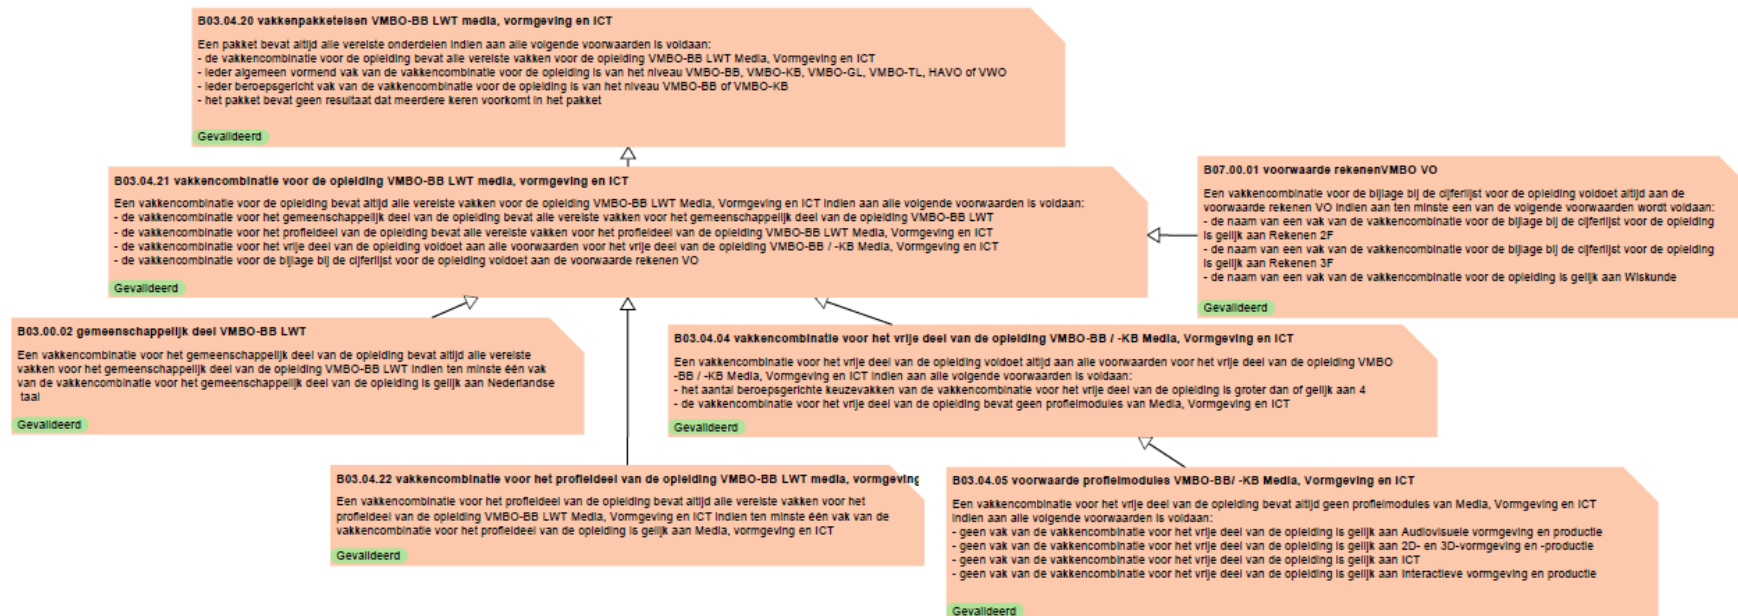 B03.04.20 vakkenpakketeisen VMBO-BB LWT media, vormgeving en ICT
Een pakket bevat altijd alle vereiste onderdelen indien aan alle volgende voorwaarden is voldaan:
- de vakkencombinatie voor de opleiding bevat alle vereiste vakken voor de opleiding VMBO-BB LWT Media, Vormgeving en ICT
- ieder algemeen vormend vak van de vakkencombinatie voor de opleiding is van het niveau VMBO-BB, VMBO-KB, VMBO-GL, VMBO-TL, HAVO of VWO
- ieder beroepsgericht vak van de vakkencombinatie voor de opleiding is van het niveau VMBO-BB of VMBO-KB
- het pakket bevat geen resultaat dat meerdere keren voorkomt in het pakket
Gevalideerd
B03.04.21 vakkencombinatie voor de opleiding VMBO-BB LWT media, vormgeving en ICT
Een vakkencombinatie voor de opleiding bevat altijd alle vereiste vakken voor de opleiding VMBO-BB LWT Media, Vormgeving en ICT indien aan alle volgende voorwaarden is voldaan:
- de vakkencombinatie voor het gemeenschappelijk deel van de opleiding bevat alle vereiste vakken voor het gemeenschappelijk deel van de opleiding VMBO-BB LWT
- de vakkencombinatie voor het profieldeel van de opleiding bevat alle vereiste vakken voor het profieldeel van de opleiding VMBO-BB LWT Media, Vormgeving en ICT
- de vakkencombinatie voor het vrije deel van de opleiding voldoet aan alle voorwaarden voor het vrije deel van de opleiding VMBO-BB / -KB Media, Vormgeving en ICT
- de vakkencombinatie voor de bijlage bij de cijferlijst voor de opleiding voldoet aan de voorwaarde rekenen VO
Gevalideerd
B07.00.01 voorwaarde rekenenVMBO VO
Een vakkencombinatie voor de bijlage bij de cijferlijst voor de opleiding voldoet altijd aan de
voorwaarde rekenen VO indien aan ten minste een van de volgende voorwaarden wordt voldaan:
- de naam van een vak van de vakkencombinatie voor de bijlage bij de cijferlijst voor de opleiding
is gelijk aan Rekenen 2F
- de naam van een vak van de vakkencombinatie voor de bijlage bij de cijferlijst voor de opleiding
is gelijk aan Rekenen 3F
- de naam van een vak van de vakkencombinatie voor de opleiding is gelijk aan Wiskunde
Gevalideerd
B03.00.02 gemeenschappelijk deel VMBO-BB LWT
Een vakkencombinatie voor het gemeenschappelijk deel van de opleiding bevat altijd alle vereiste
vakken voor het gemeenschappelijk deel van de opleiding VMBO-BB LWT indien ten minste één vak
van de vakkencombinatie voor het gemeenschappelijk deel van de opleiding is gelijk aan Nederlandse
taal
Gevalideerd
B03.04.04 vakkencombinatie voor het vrije deel van de opleiding VMBO-BB / -KB Media, Vormgeving en ICT
Een vakkencombinatie voor het vrije deel van de opleiding voldoet altijd aan alle voorwaarden voor het vrije deel van de opleiding VMBO
-BB / -KB Media, Vormgeving en ICT indien aan alle volgende voorwaarden is voldaan:
- het aantal beroepsgerichte keuzevakken van de vakkencombinatie voor het vrije deel van de opleiding is groter dan of gelijk aan 4
- de vakkencombinatie voor het vrije deel van de opleiding bevat geen profielmodules van Media, Vormgeving en ICT
Gevalideerd
B03.04.22 vakkencombinatie voor het profieldeel van de opleiding VMBO-BB LWT media, vormgeving
Een vakkencombinatie voor het profieldeel van de opleiding bevat altijd alle vereiste vakken voor het
profieldeel van de opleiding VMBO-BB LWT Media, Vormgeving en ICT indien ten minste één vak van de
vakkencombinatie voor het profieldeel van de opleiding is gelijk aan Media, vormgeving en ICT
Gevalideerd
B03.04.05 voorwaarde profielmodules VMBO-BB/ -KB Media, Vormgeving en ICT
Een vakkencombinatie voor het vrije deel van de opleiding bevat altijd geen profielmodules van Media, Vormgeving en ICT
indien aan alle volgende voorwaarden is voldaan:
- geen vak van de vakkencombinatie voor het vrije deel van de opleiding is gelijk aan Audiovisuele vormgeving en productie
- geen vak van de vakkencombinatie voor het vrije deel van de opleiding is gelijk aan 2D- en 3D-vormgeving en -productie
- geen vak van de vakkencombinatie voor het vrije deel van de opleiding is gelijk aan ICT
- geen vak van de vakkencombinatie voor het vrije deel van de opleiding is gelijk aan Interactieve vormgeving en productie
Gevalideerd